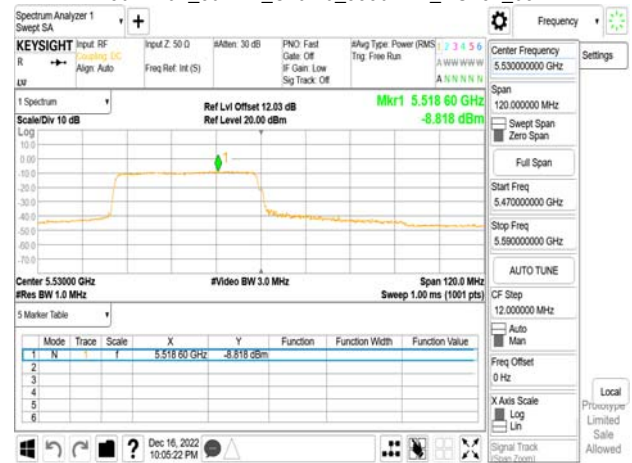 Spectrum Analyzer 1
Swept SA
Frequency
KEYSIGHT
R
Input: RF
Coupling: DC
Align: Auto
Input Z: 50 Ω
Freq Ref: Int (S)
#Atten: 30 dB
PNO: Fast
Gate: Off
IF Gain: Low
Sig Track: Off
#Avg Type: Power (RMS
Trig: Free Run
1 2 3 4 5 6
A W W W W W
A N N N N N
Center Frequency
5.530000000 GHz
Settings
Span
120.000000 MHz
Swept Span
Zero Span
Full Span
Start Freq
5.470000000 GHz
Stop Freq
5.590000000 GHz
AUTO TUNE
CF Step
12.000000 MHz
Auto
Man
Freq Offset
0 Hz
X Axis Scale
Log
Lin
Signal Track
(Span Zoom)
Local
Prototype
Limited
Sale
Allowed
1 Spectrum
Scale/Div 10 dB
Ref Lvl Offset 12.03 dB
Ref Level 20.00 dBm
Mkr1 5.518 60 GHz
-8.818 dBm
Log
10.0
0.00
-10.0
-20.0
-30.0
-40.0
-50.0
-60.0
-70.0
1
Center 5.53000 GHz
#Res BW 1.0 MHz
#Video BW 3.0 MHz
Span 120.0 MHz
Sweep 1.00 ms (1001 pts)
5 Marker Table
Mode Trace Scale X Y Function Function Width Function Value
1 N 1 f 5.518 60 GHz -8.818 dBm
2
3
4
5
6
?
Dec 16, 2022
10:05:22 PM